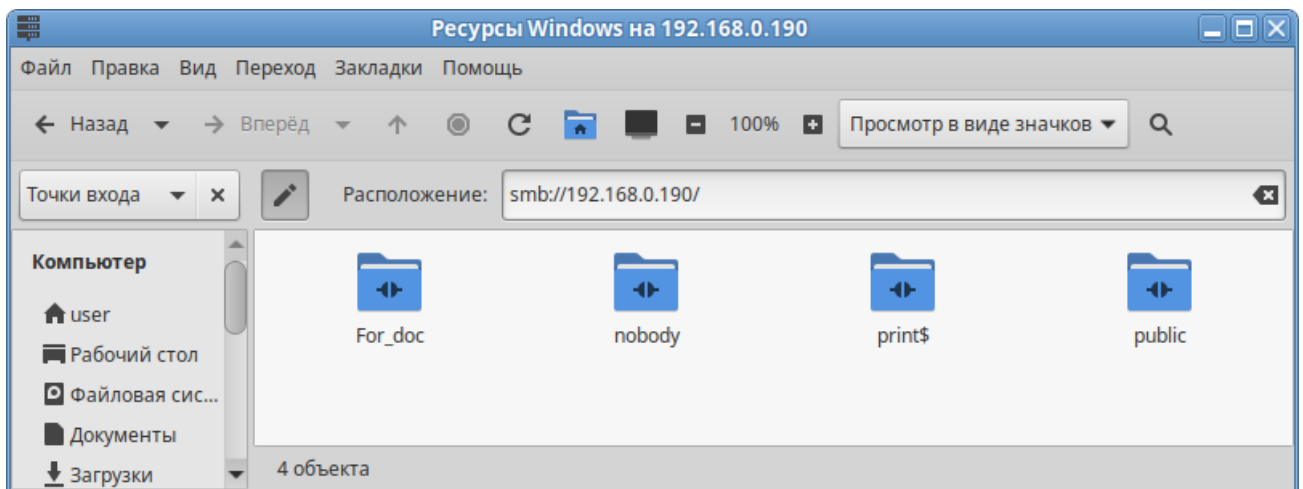 Ресурсы Windows на 192.168.0.190
Файл Правка Вид Переход Закладки Помощь
Назад Вперёд 100% Просмотр в виде значков
Точки входа Расположение: smb://192.168.0.190/
Компьютер
user
Рабочий стол
Файловая сис...
Документы
Загрузки
For_doc nobody print$ public
4 объекта